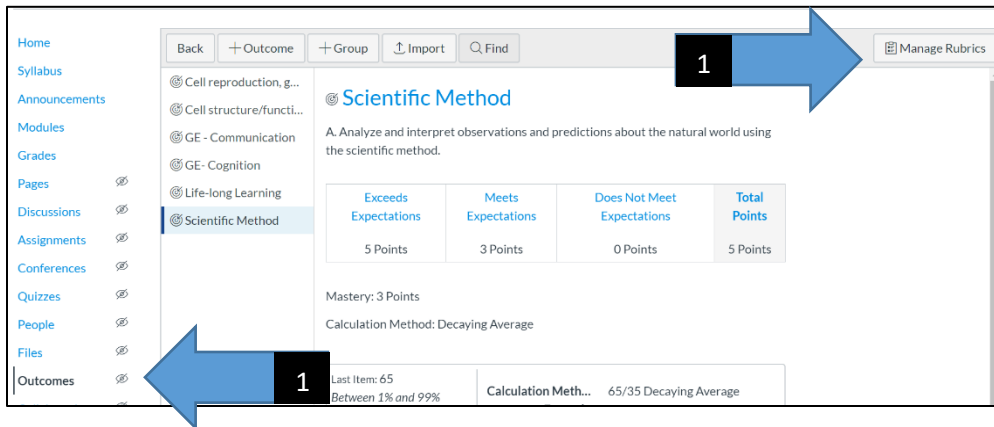 Home
Syllabus
Announcements
Modules
Grades
Pages
Discussions
Assignments
Conferences
Quizzes
People
Files
Outcomes
Back
+Outcome
+Group
Import
Find
1
Manage Rubrics
Cell reproduction, g...
Cell structure/functi...
GE - Communication
GE- Cognition
Life-long Learning
Scientific Method
Scientific Method
A. Analyze and interpret observations and predictions about the natural world using
the scientific method.
Exceeds
Expectations
Meets
Expectations
Does Not Meet
Expectations
Total
Points
5 Points
3 Points
0 Points
5 Points
Mastery: 3 Points
Calculation Method: Decaying Average
1
Last Item: 65
Between 1% and 99%
Calculation Meth... 65/35 Decaying Average